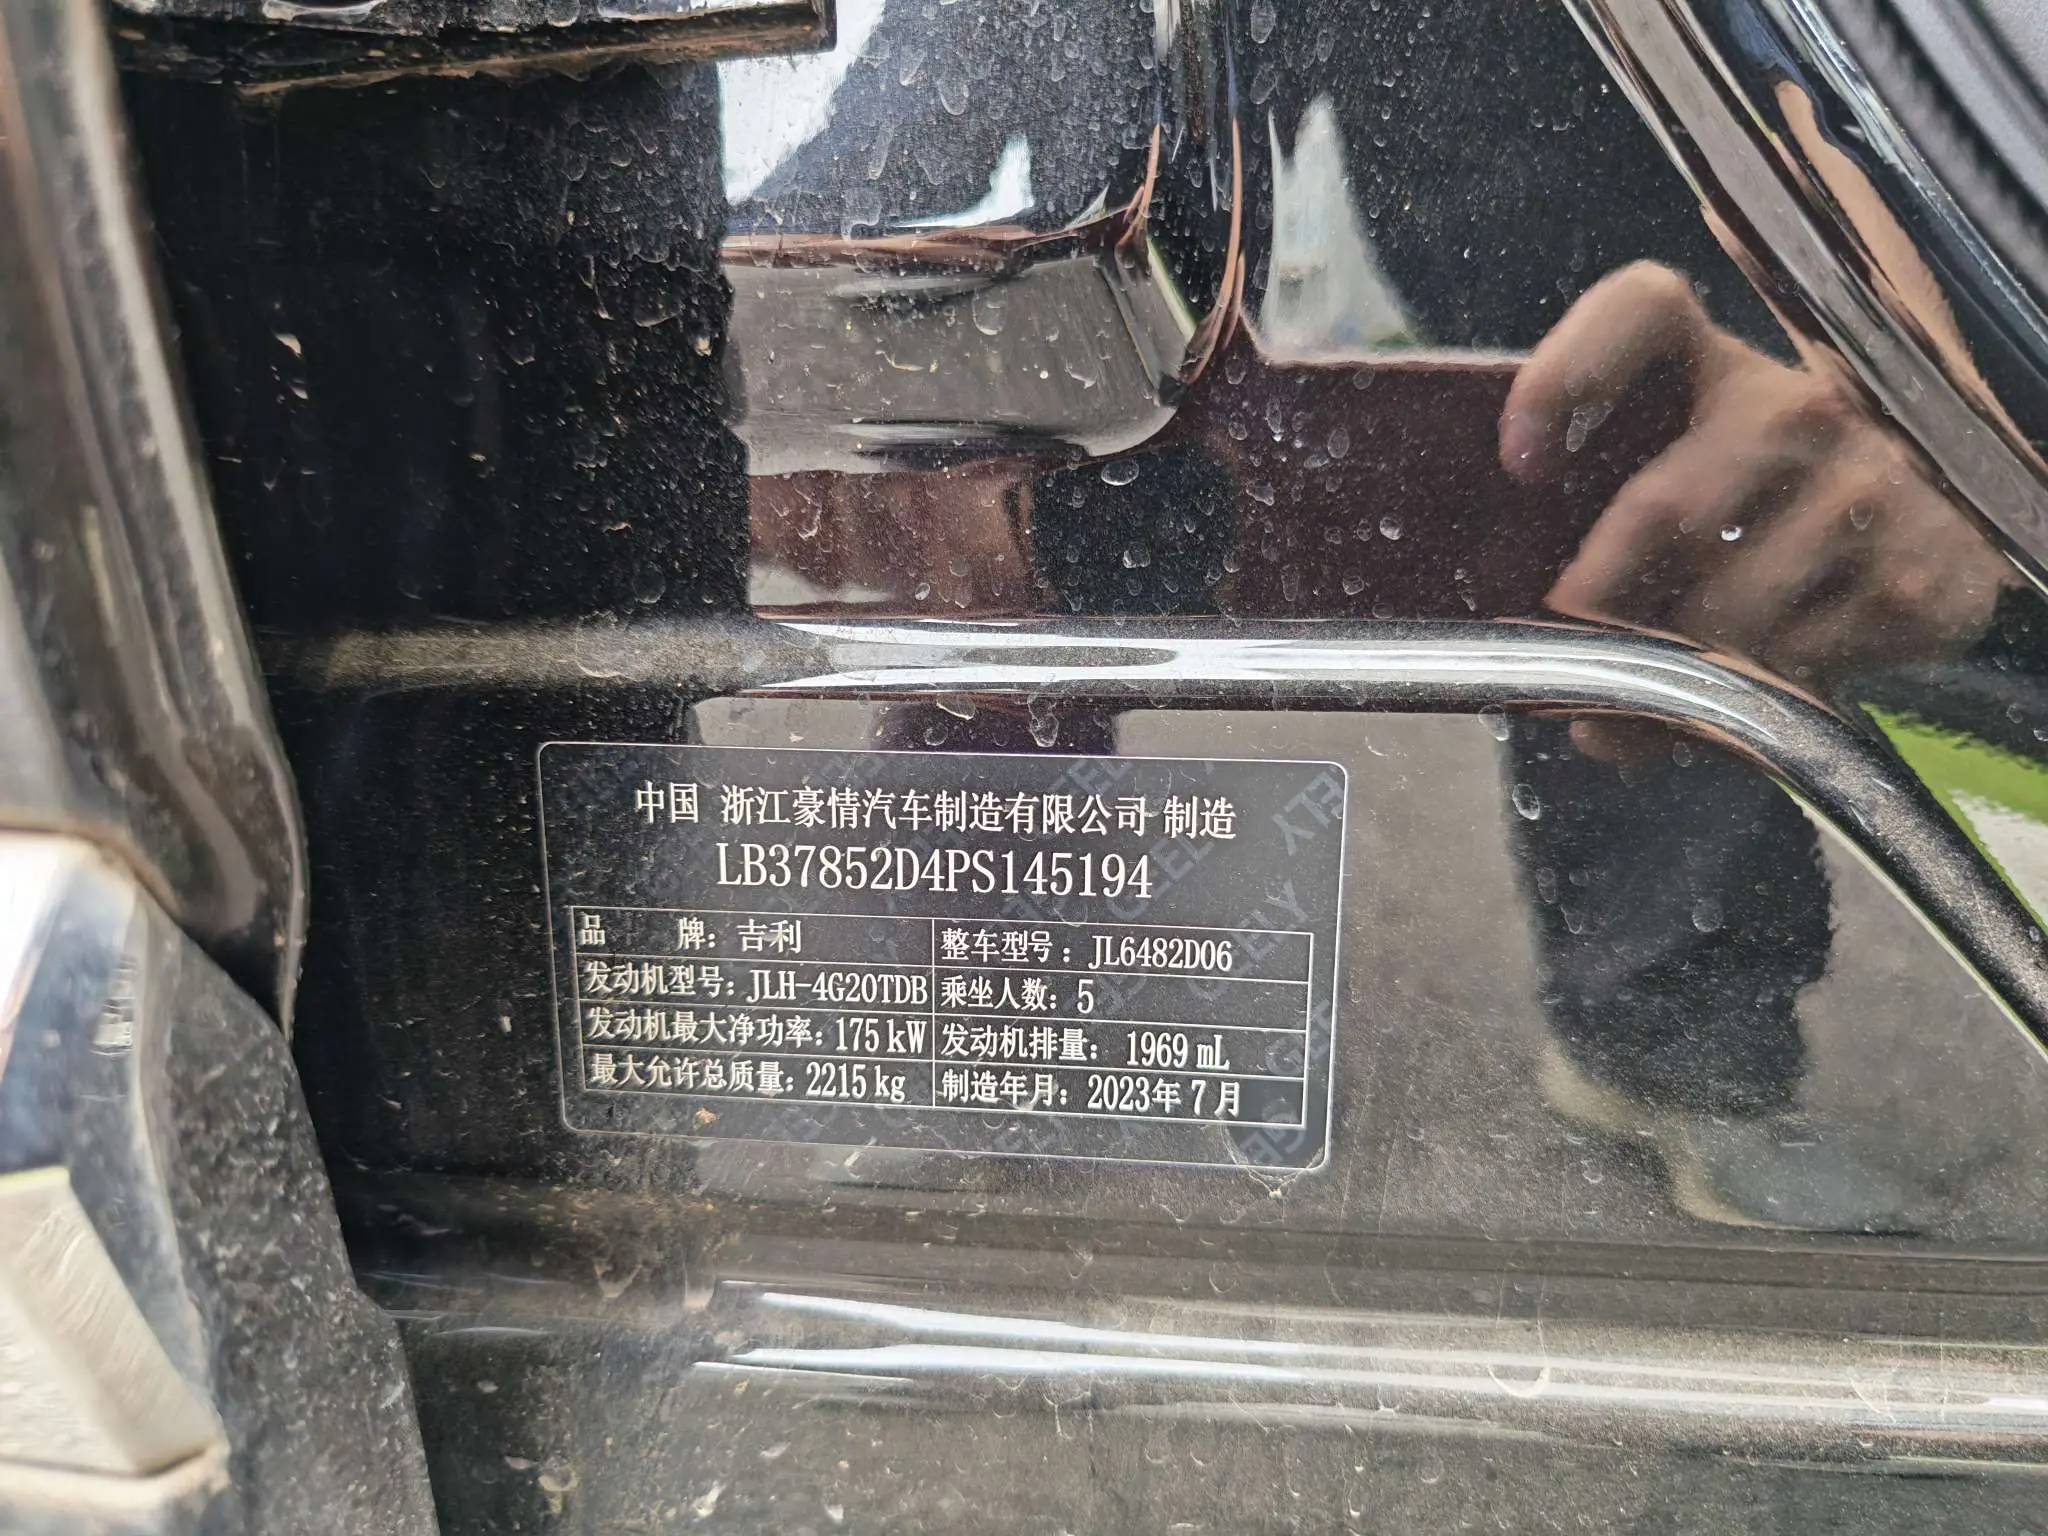 中国 浙江豪情汽车制造有限公司 制造
LB37852D4PS145194
品 牌：吉利 整车型号：JL6482D06
发动机型号：JLH-4G20TDB 乘坐人数：5
发动机最大净功率：175 kW 发动机排量：1969 mL
最大允许总质量：2215 kg 制造年月：2023年7月